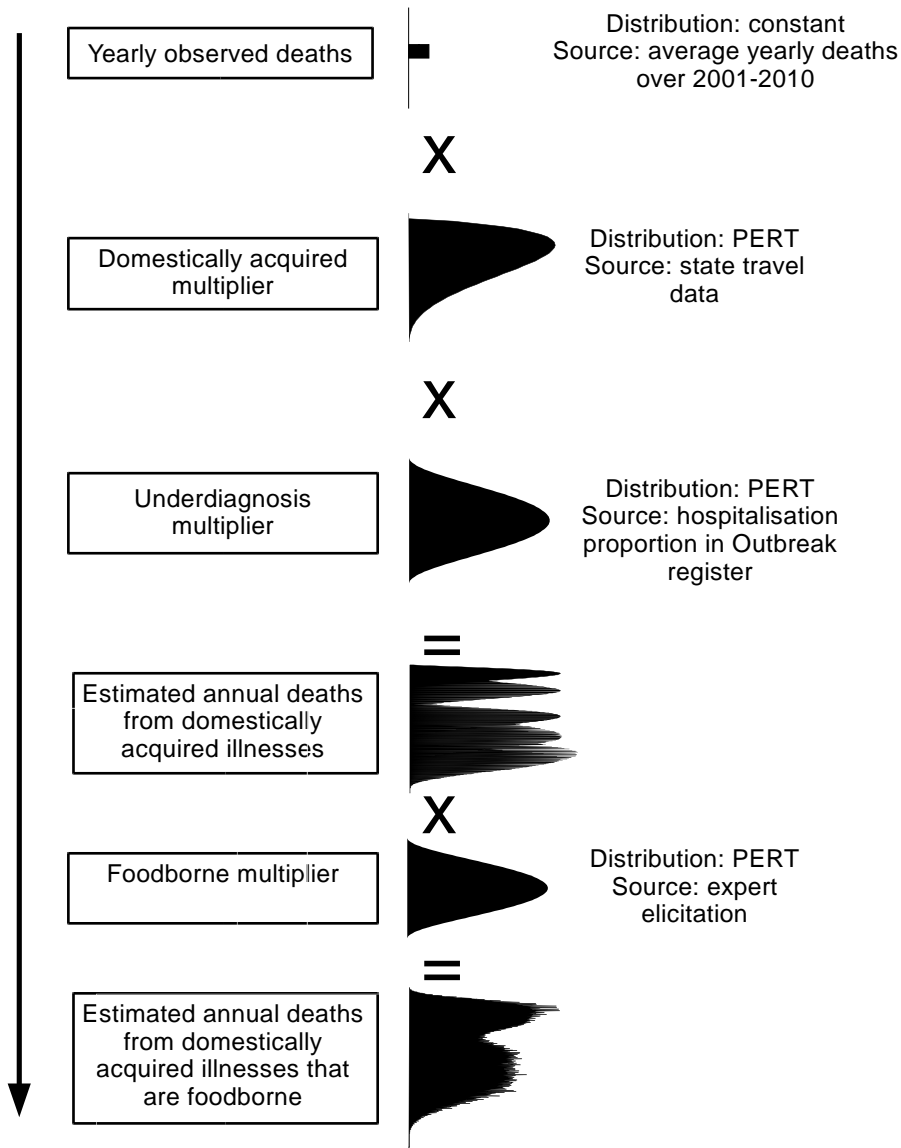 Yearly observed deaths
Distribution: constant
Source: average yearly deaths
over 2001-2010
X
Domestically acquired
multiplier
Distribution: PERT
Source: state travel
data
X
Underdiagnosis
multiplier
Distribution: PERT
Source: hospitalisation
proportion in Outbreak
register
=
Estimated annual deaths
from domestically
acquired illnesses
X
Foodborne multiplier
Distribution: PERT
Source: expert
elicitation
=
Estimated annual deaths
from domestically
acquired illnesses that
are foodborne